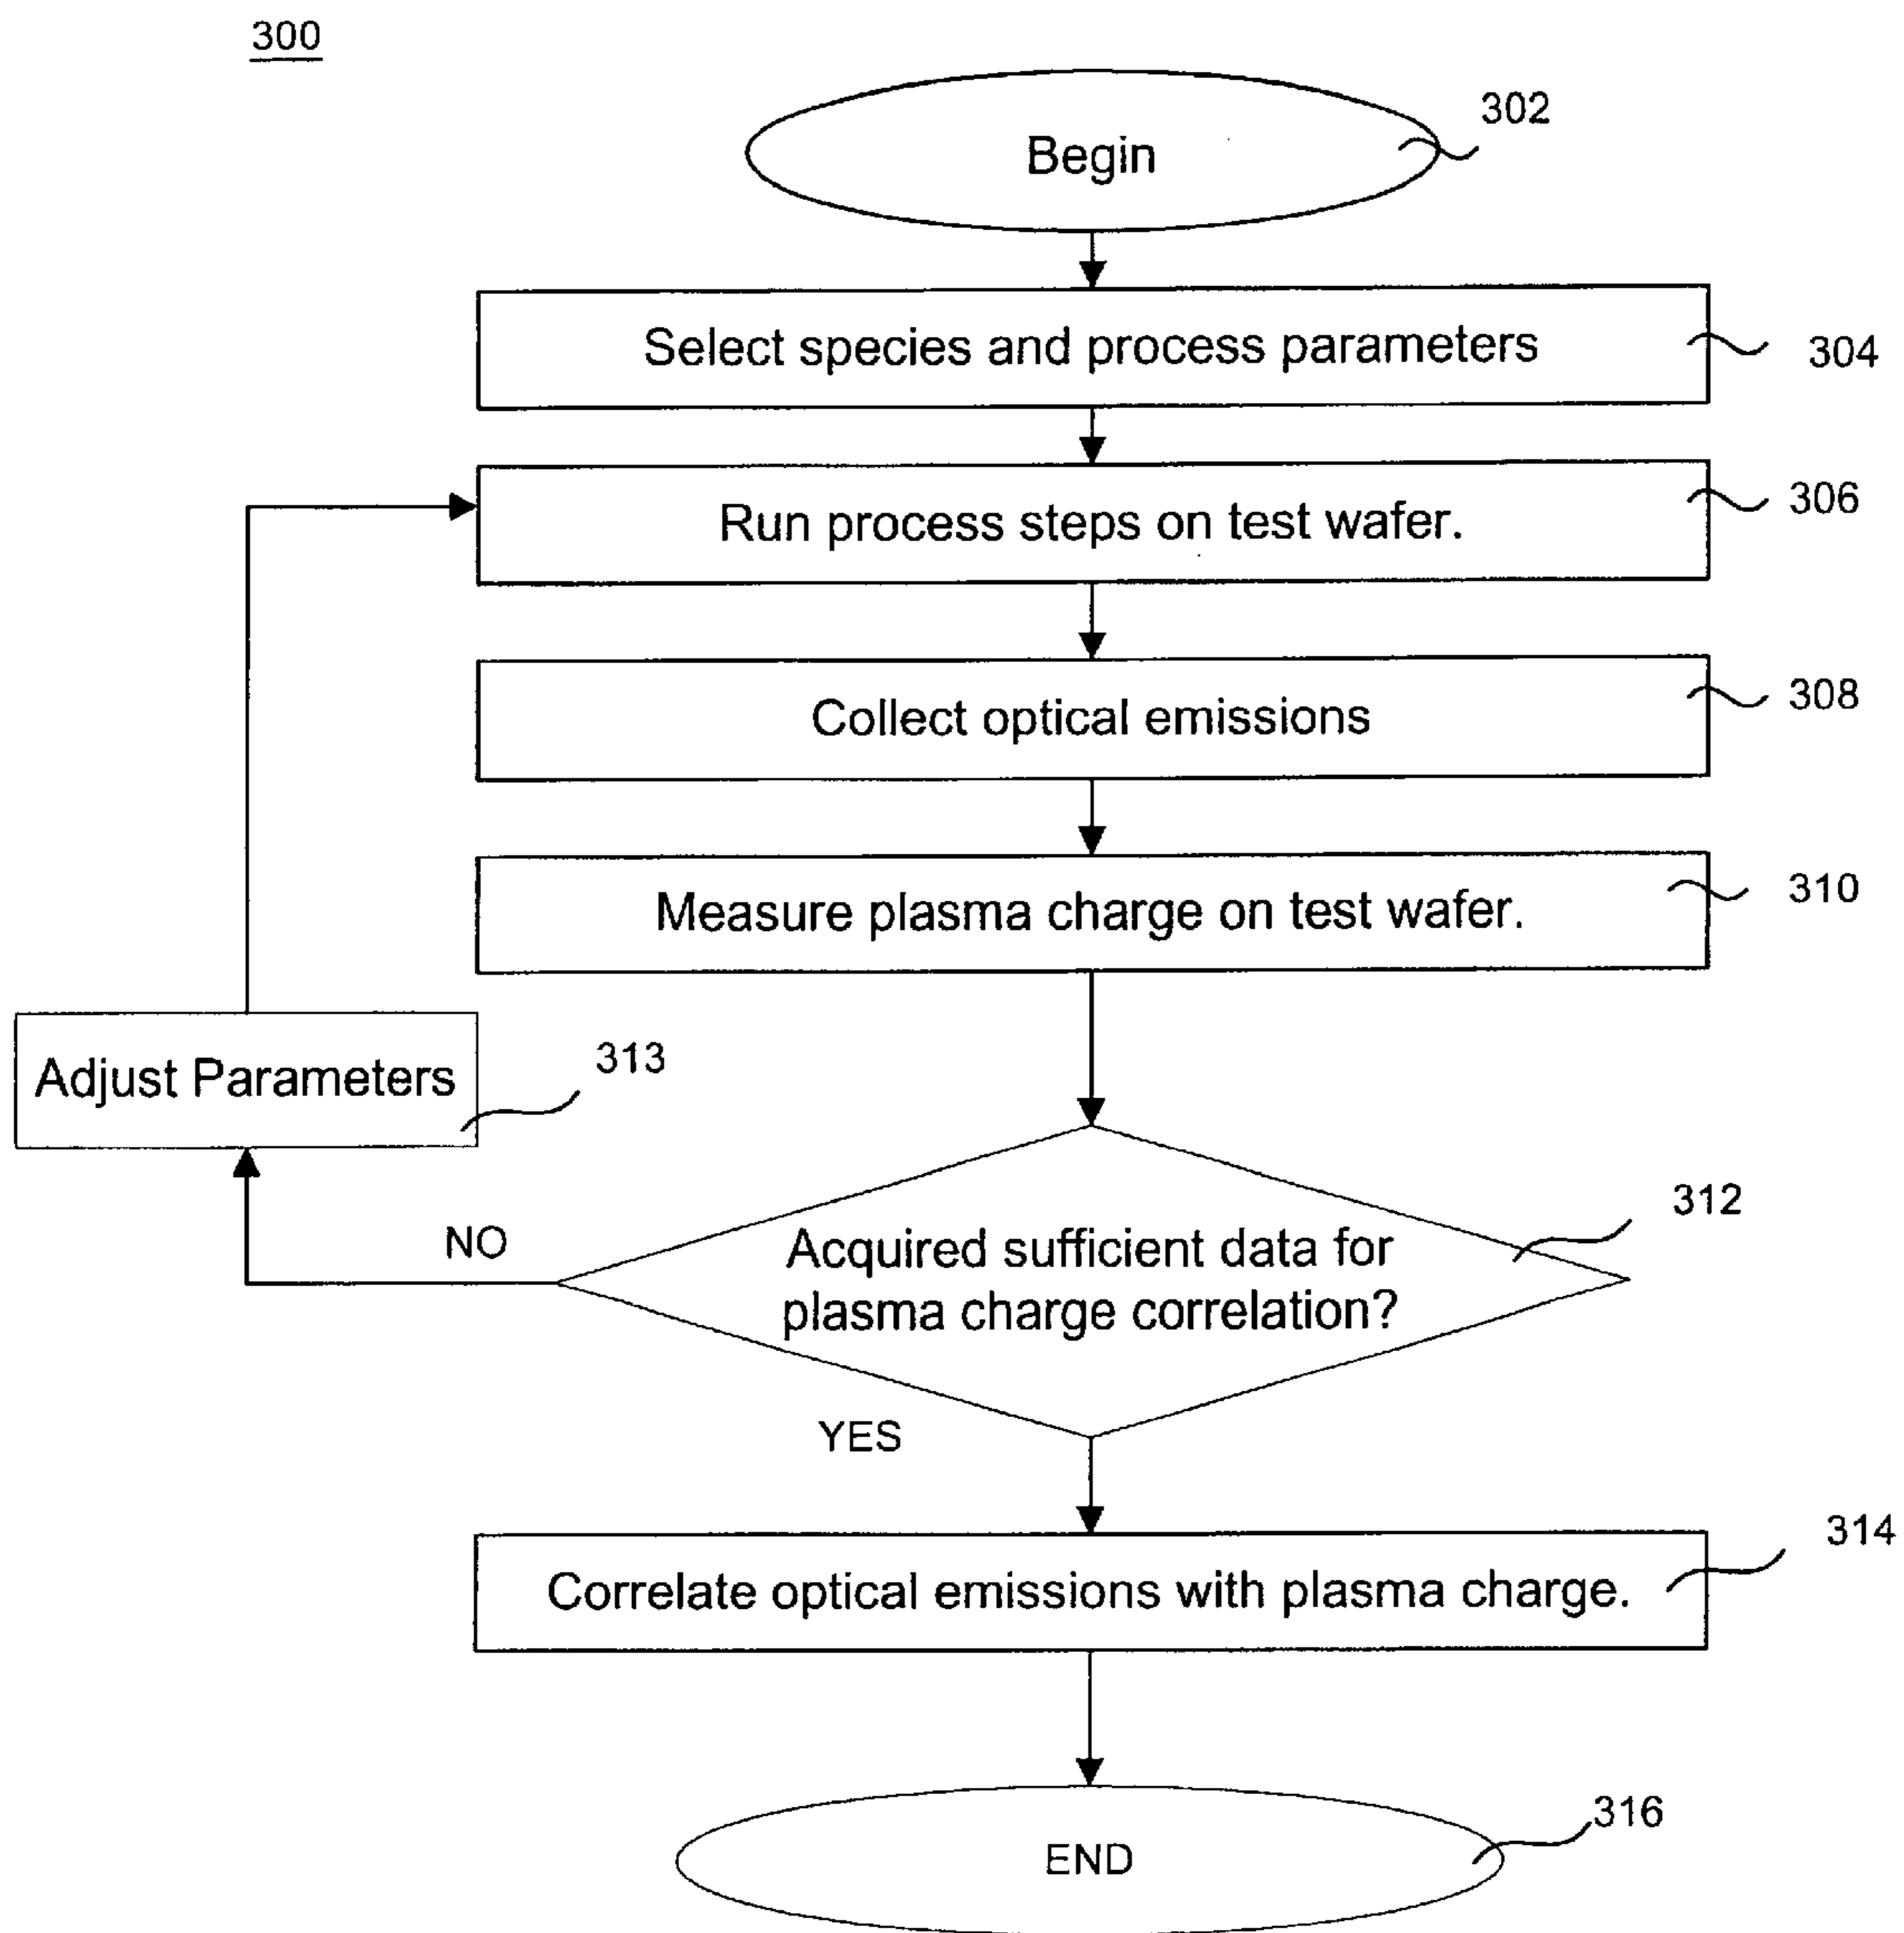 300
Begin
302
Select species and process parameters
304
Run process steps on test wafer.
306
Collect optical emissions
308
Measure plasma charge on test wafer.
310
Adjust Parameters
313
NO
Acquired sufficient data for
plasma charge correlation?
312
YES
Correlate optical emissions with plasma charge.
314
END
316